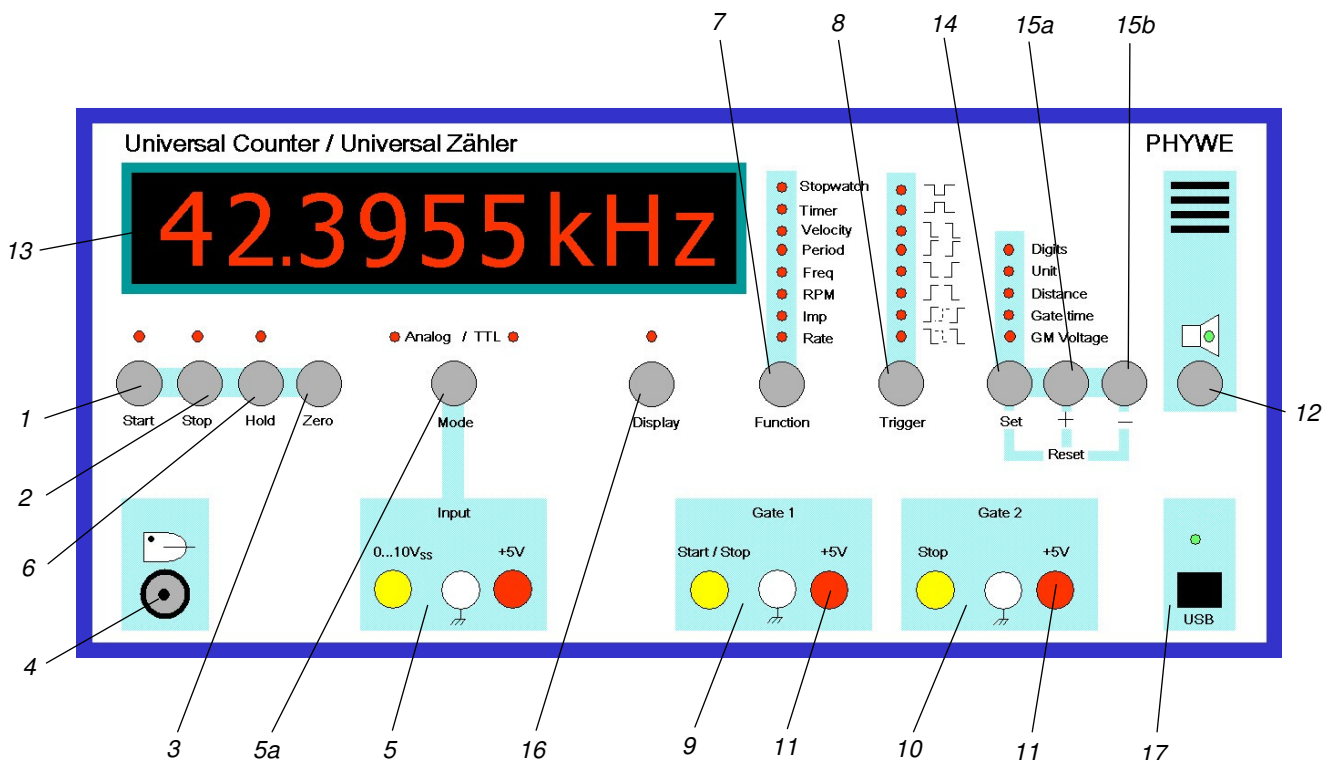 7 8 14 15a 15b
Universal Counter / Universal Zähler PHYWE
42.3955kHz
13
Stopwatch
Timer
Velocity
Period
Freq
RPM
Imp
Rate
Digits
Unit
Distance
Gate time
GM Voltage
Analog / TTL
Start Stop Hold Zero Mode Display Function Trigger Set + −
Reset
1
2
6
12
Input Gate 1 Gate 2
0...10VSS +5V Start / Stop +5V Stop +5V
USB
4
3 5a 5 16 9 11 10 11 17